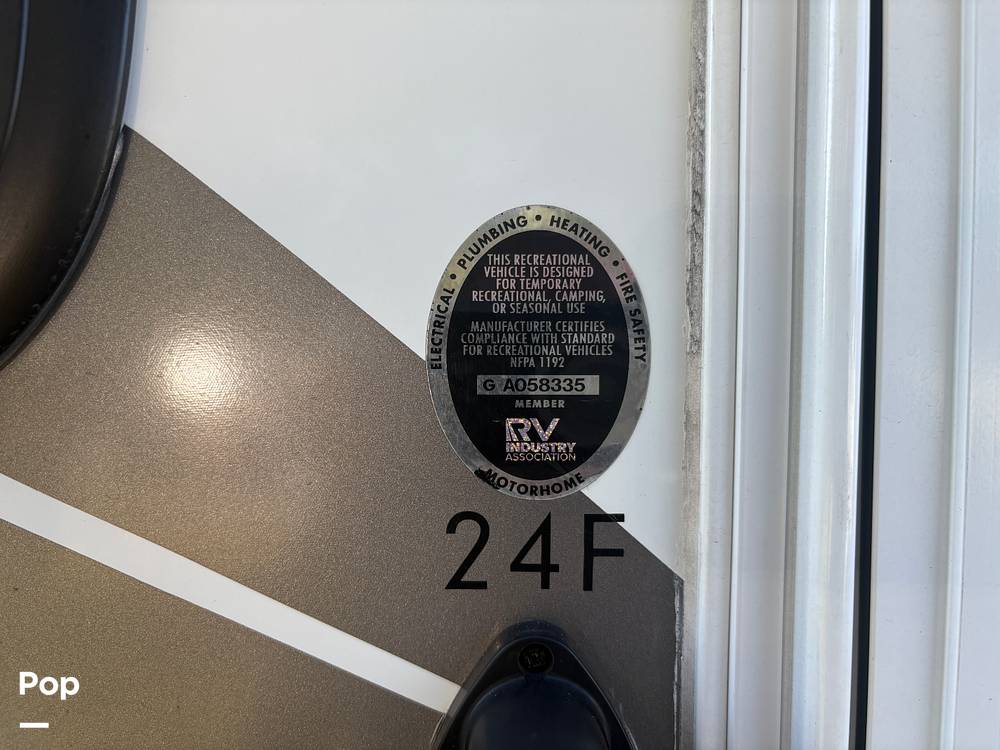 ELECTRICAL • PLUMBING • HEATING • FIRE SAFETY
THIS RECREATIONAL
VEHICLE IS DESIGNED
FOR TEMPORARY
RECREATIONAL, CAMPING,
OR SEASONAL USE
MANUFACTURER CERTIFIES
COMPLIANCE WITH STANDARD
FOR RECREATIONAL VEHICLES
NFPA 1192
G A058335
MEMBER
RV
INDUSTRY
ASSOCIATION
MOTORHOME
24F
Pop